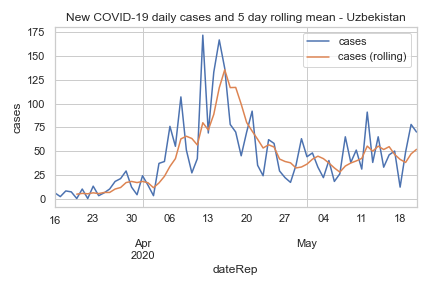 New COVID-19 daily cases and 5 day rolling mean - Uzbekistan
cases
cases (rolling)
175
150
125
100
75
50
25
0
cases
16 23 30 06 13 20 27 04 11 18
Apr May
2020
dateRep